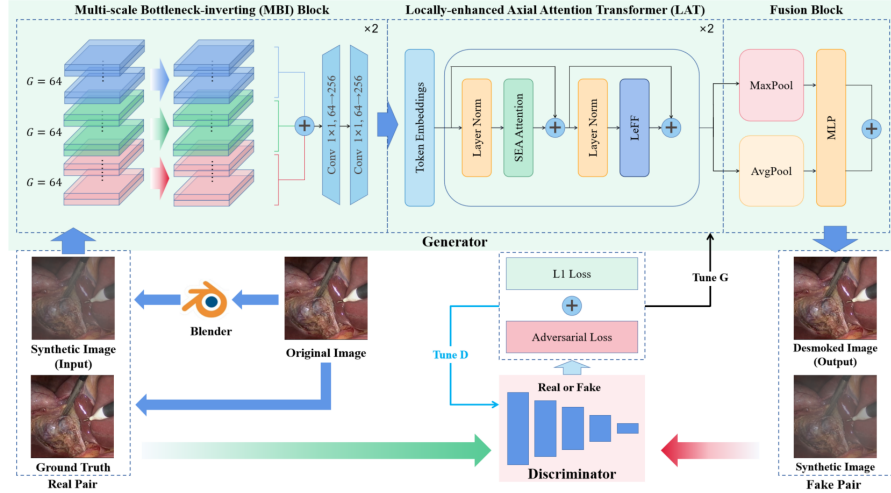 Multi-scale Bottleneck-inverting (MBI) Block
Locally-enhanced Axial Attention Transformer (LAT)
Fusion Block
×2
×2
G = 64
G = 64
G = 64
Conv 1×1, 64→256
Conv 1×1, 64→256
Token Embeddings
Layer Norm
SEA Attention
Layer Norm
LeFF
MaxPool
AvgPool
MLP
Generator
Synthetic Image
(Input)
Blender
Original Image
Ground Truth
Real Pair
L1 Loss
Adversarial Loss
Tune G
Tune D
Real or Fake
Discriminator
Desmoked Image
(Output)
Synthetic Image
Fake Pair